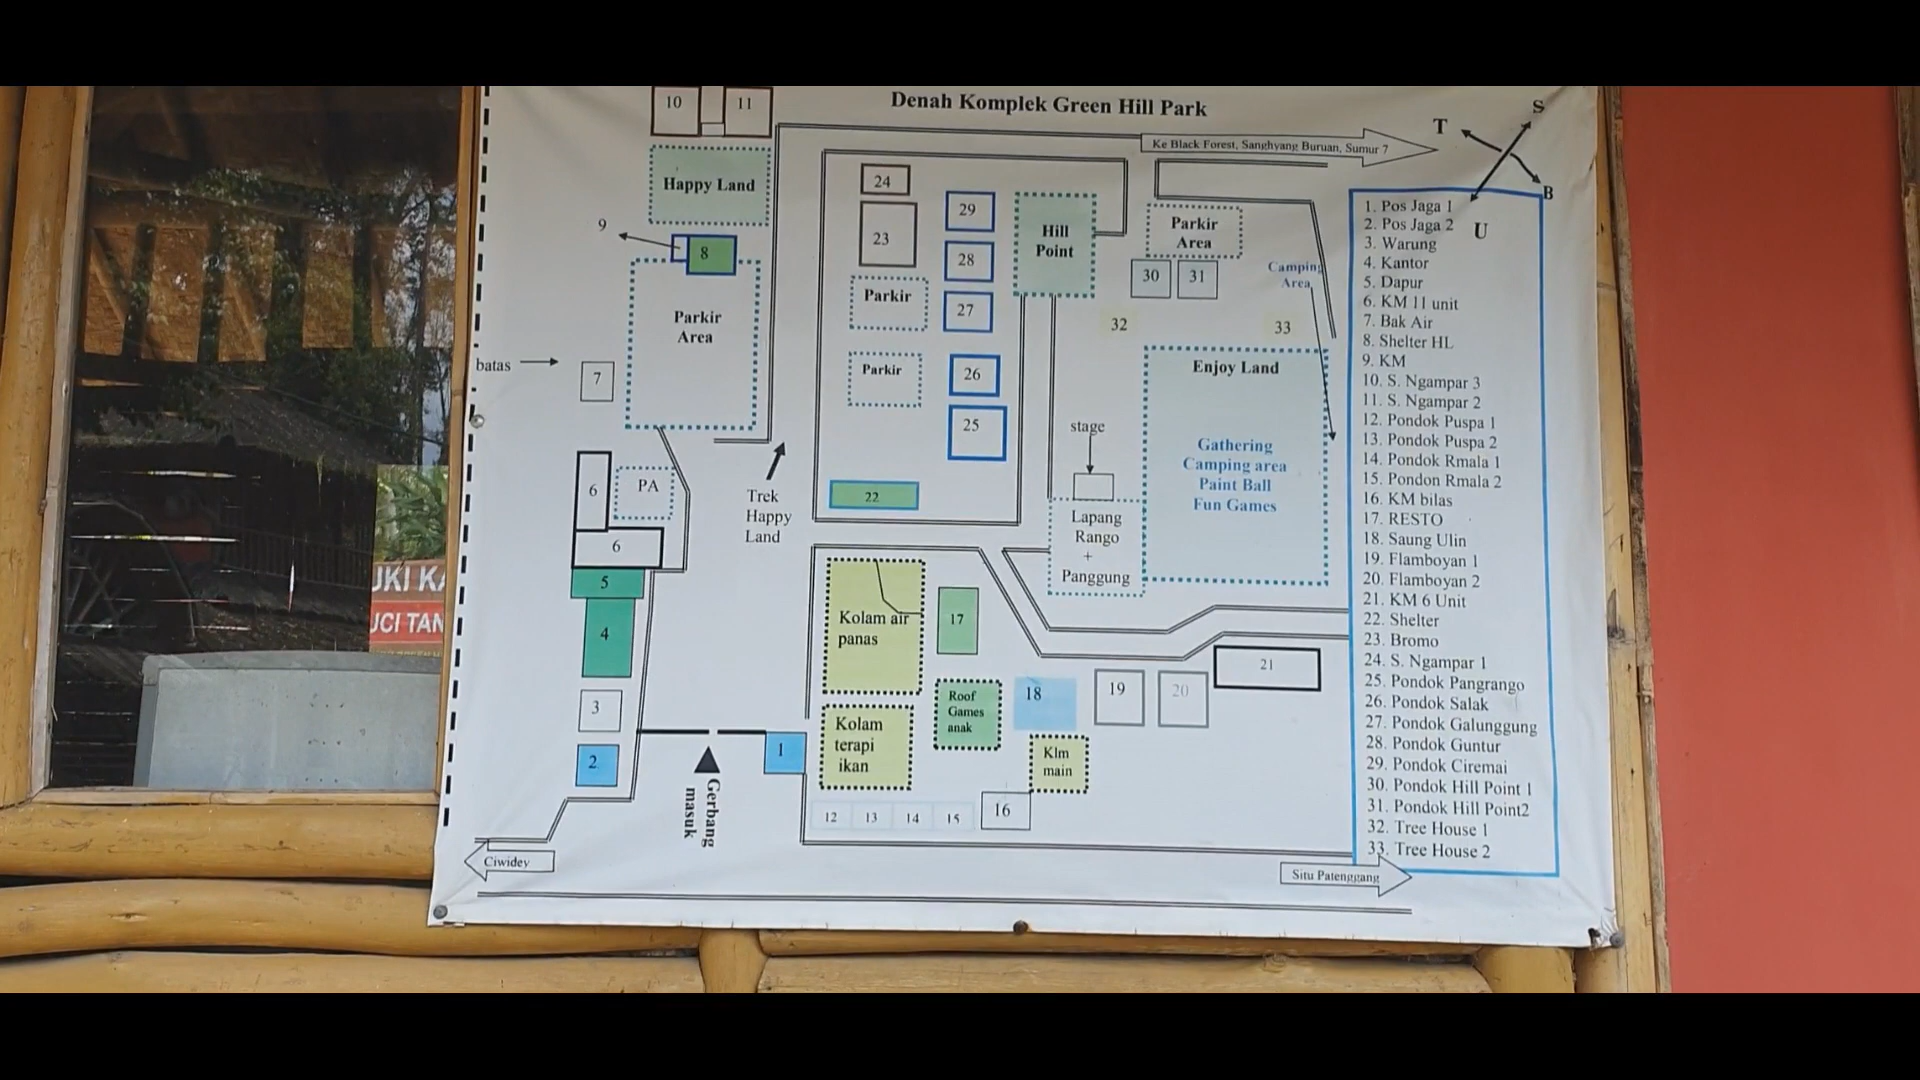 Denah Komplek Green Hill Park
10
11
Ke Black Forest, Sanghyang Buruan, Sumur 7
T
S
B
U
Happy Land
9
8
Parkir
Area
batas
7
6
PA
6
5
4
3
2
1
Trek
Happy
Land
Gerbang
masuk
Ciwidey
24
23
Parkir
Parkir
29
28
27
26
25
22
Hill
Point
Parkir
Area
30
31
Camping
Area
32
33
Enjoy Land
Gathering
Camping area
Paint Ball
Fun Games
stage
Lapang
Rango
+
Panggung
Kolam air
panas
17
Kolam
terapi
ikan
Roof
Games
anak
18
19
20
21
Klm
main
12
13
14
15
16
Situ Patenggang
1. Pos Jaga 1
2. Pos Jaga 2
3. Warung
4. Kantor
5. Dapur
6. KM 11 unit
7. Bak Air
8. Shelter HL
9. KM
10. S. Ngampar 3
11. S. Ngampar 2
12. Pondok Puspa 1
13. Pondok Puspa 2
14. Pondok Rmala 1
15. Pondon Rmala 2
16. KM bilas
17. RESTO
18. Saung Ulin
19. Flamboyan 1
20. Flamboyan 2
21. KM 6 Unit
22. Shelter
23. Bromo
24. S. Ngampar 1
25. Pondok Pangrango
26. Pondok Salak
27. Pondok Galunggung
28. Pondok Guntur
29. Pondok Ciremai
30. Pondok Hill Point 1
31. Pondok Hill Point2
32. Tree House 1
33. Tree House 2